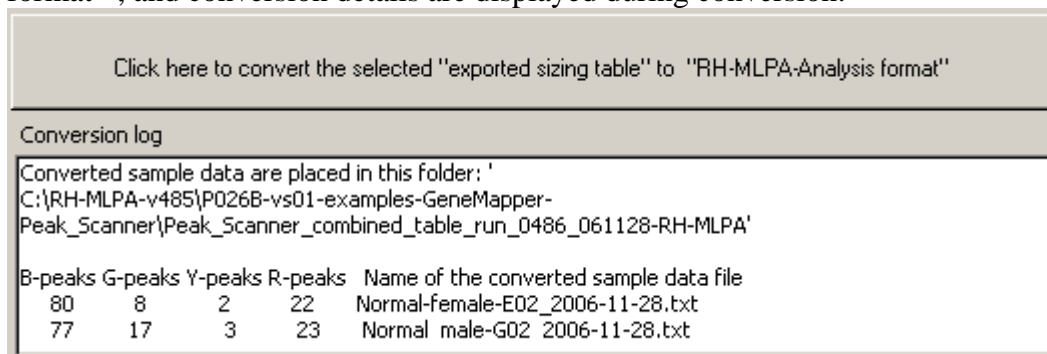 format", and conversion details are displayed during conversion.
Click here to convert the selected "exported sizing table" to "RH-MLPA-Analysis format"
Conversion log
Converted sample data are placed in this folder: '
C:\RH-MLPA-v485\P026B-vs01-examples-GeneMapper-
Peak_Scanner\Peak_Scanner_combined_table_run_0486_061128-RH-MLPA'
B-peaks G-peaks Y-peaks R-peaks Name of the converted sample data file
80 8 2 22 Normal-female-E02_2006-11-28.txt
77 17 3 23 Normal male-G02 2006-11-28.txt